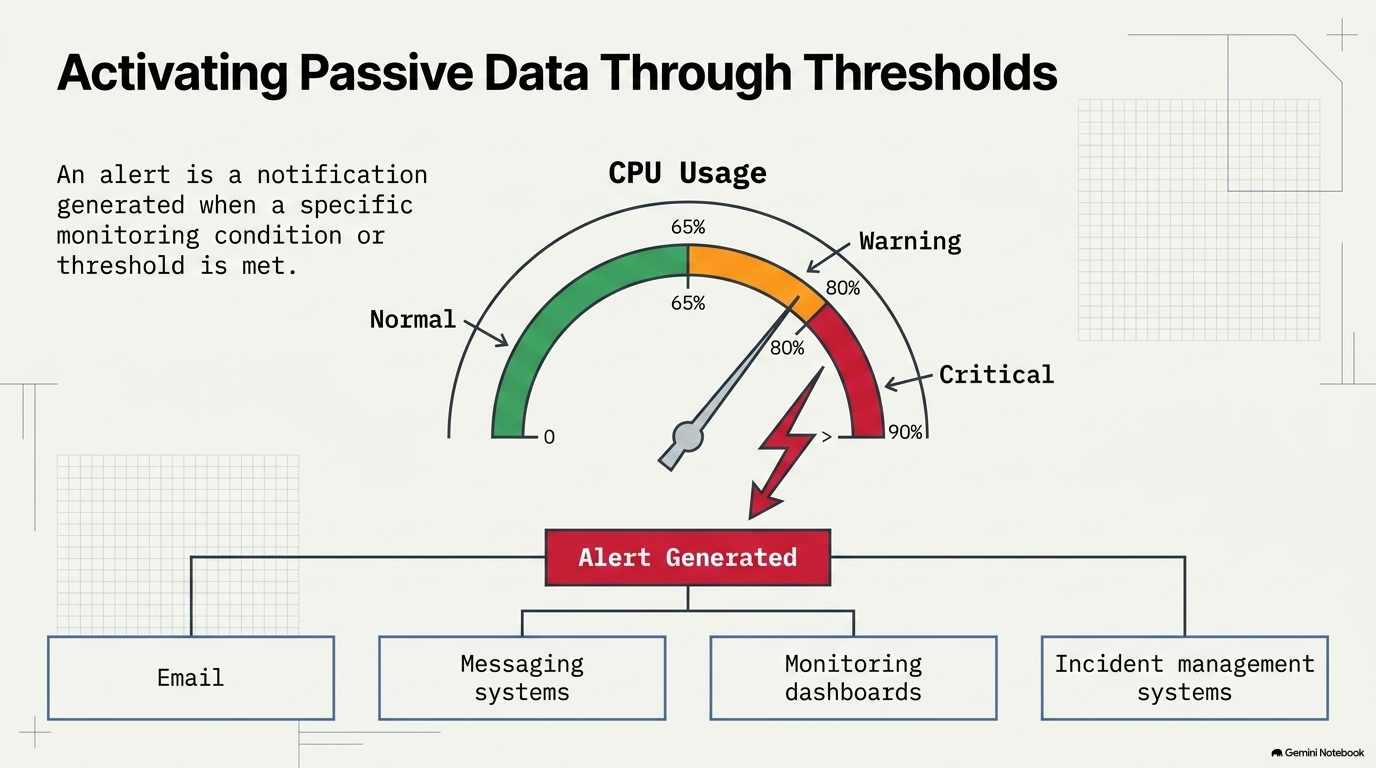 Activating Passive Data Through Thresholds
An alert is a notification
generated when a specific
monitoring condition or
threshold is met.
CPU Usage
65%
Warning
80%
65%
Normal
80%
Critical
0
>
90%
Alert Generated
Email
Messaging
systems
Monitoring
dashboards
Incident management
systems
Gemini Notebook